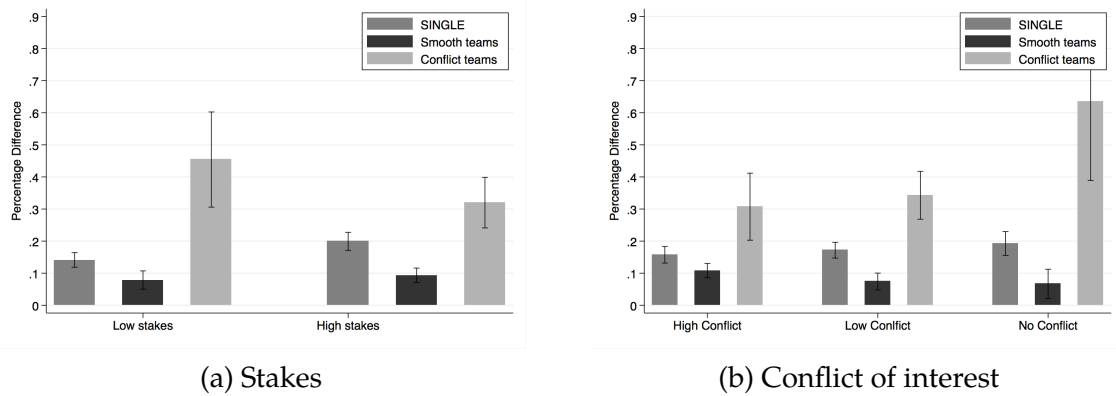 .9
.8
.7
.6
.5
.4
.3
.2
.1
0
Percentage Difference
SINGLE
Smooth teams
Conflict teams
Low stakes
High stakes
(a) Stakes
.9
.8
.7
.6
.5
.4
.3
.2
.1
0
Percentage Difference
SINGLE
Smooth teams
Conflict teams
High Conflict
Low Conlfict
No Conflict
(b) Conflict of interest